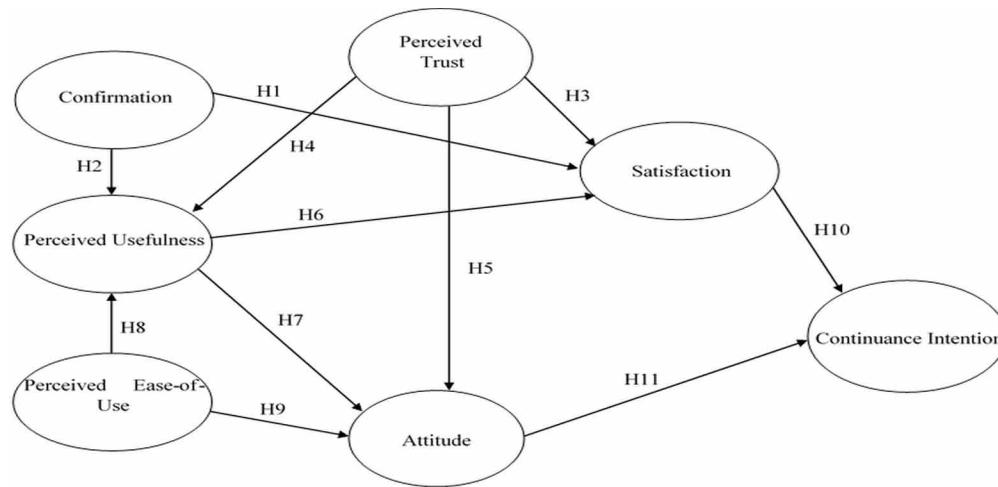 Perceived
Trust
Confirmation
H1
H3
H2
H4
Satisfaction
Perceived Usefulness
H6
H10
H5
H7
H8
Continuance Intention
Perceived Ease-of-
Use
H9
H11
Attitude